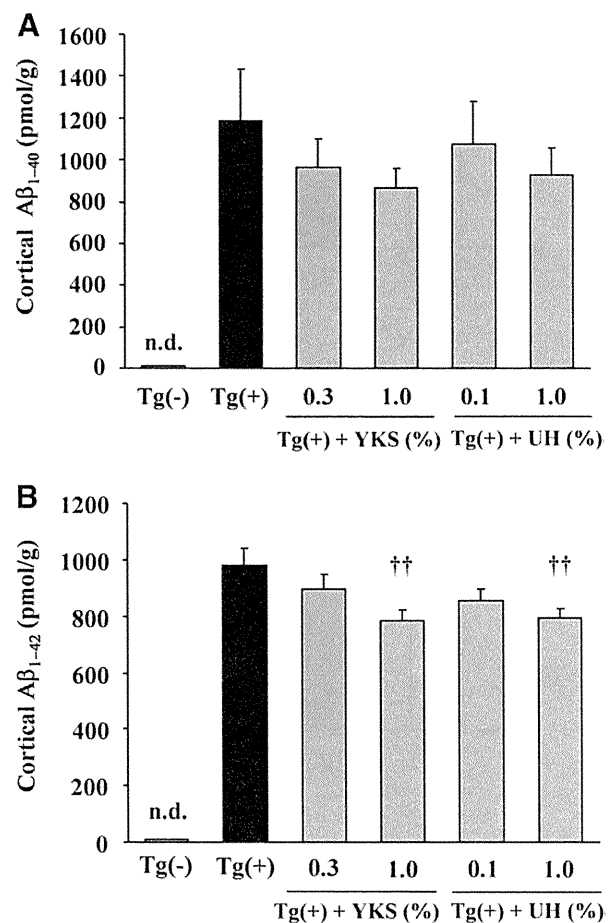 A
Cortical Aβ1–40 (pmol/g)
1600
1400
1200
1000
800
600
400
200
0
n.d.
Tg(-) Tg(+) 0.3 1.0 0.1 1.0
Tg(+) + YKS (%) Tg(+) + UH (%)
B
Cortical Aβ1–42 (pmol/g)
1200
1000
800
600
400
200
0
n.d.
†† ††
Tg(-) Tg(+) 0.3 1.0 0.1 1.0
Tg(+) + YKS (%) Tg(+) + UH (%)